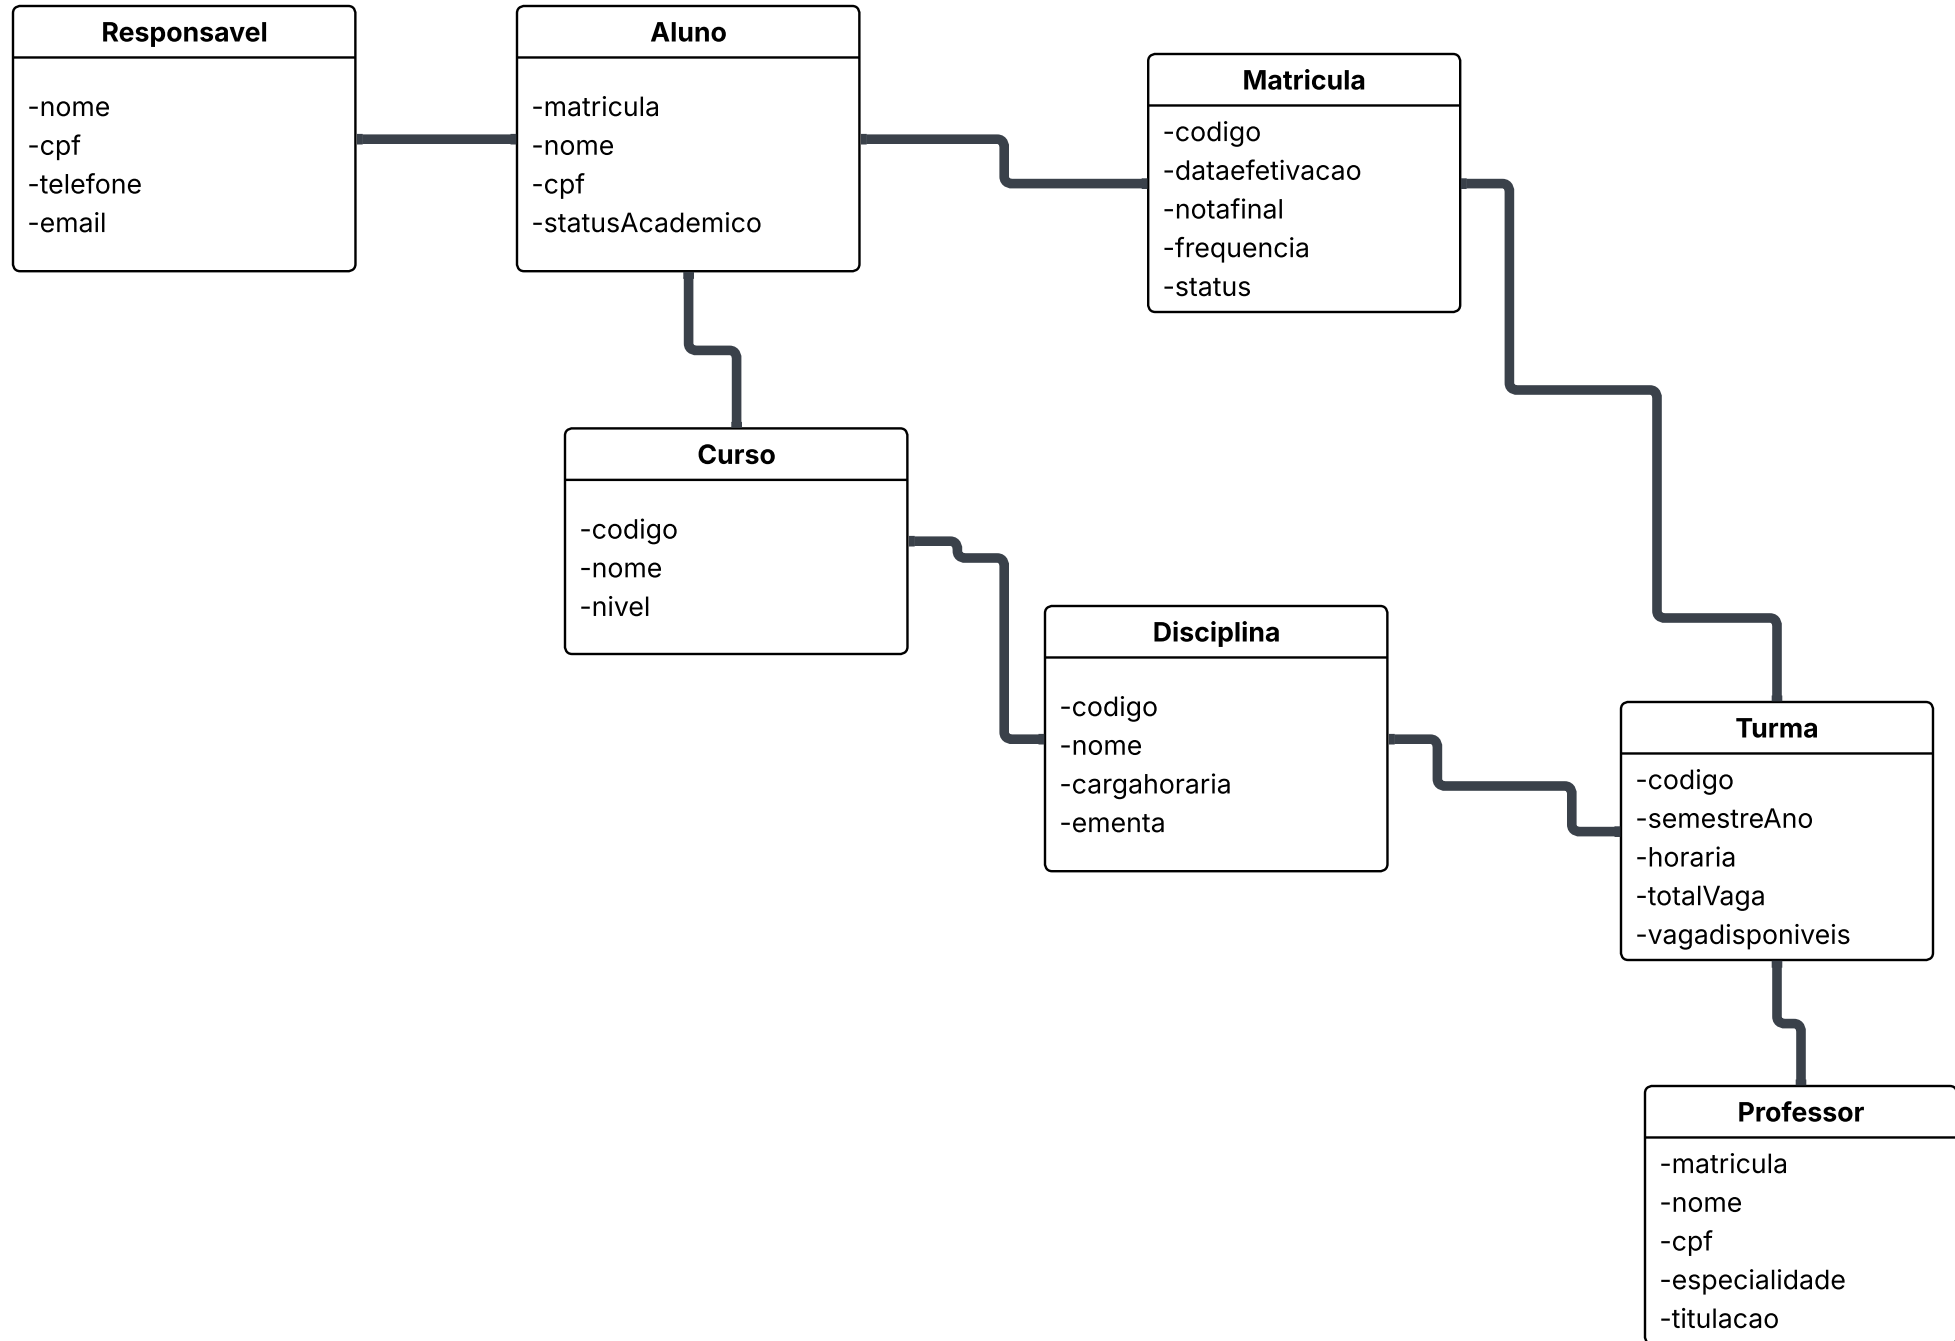 Responsavel
-nome
-cpf
-telefone
-email
Aluno
-matricula
-nome
-cpf
-statusAcademico
Matricula
-codigo
-dataefetivacao
-notafinal
-frequencia
-status
Curso
-codigo
-nome
-nivel
Disciplina
-codigo
-nome
-cargahoraria
-ementa
Turma
-codigo
-semestreAno
-horaria
-totalVaga
-vagadisponiveis
Professor
-matricula
-nome
-cpf
-especialidade
-titulacao